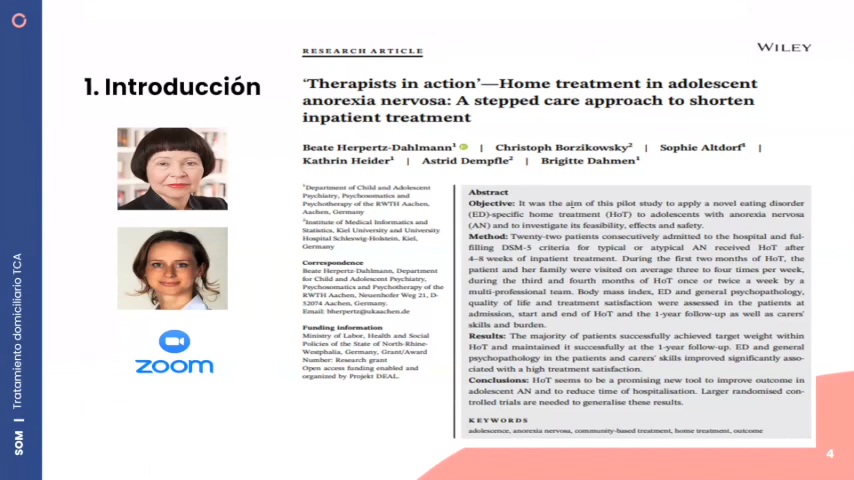 SOM | Tratamiento domiciliario TCA
1. Introducción
zoom
RESEARCH ARTICLE
WILEY
‘Therapists in action’—Home treatment in adolescent
anorexia nervosa: A stepped care approach to shorten
inpatient treatment
Beate Herpertz-Dahlmann¹ | Christoph Borzikowsky² | Sophie Altdorf¹ |
Kathrin Heider¹ | Astrid Dempfle² | Brigitte Dahmen¹
¹Department of Child and Adolescent
Psychiatry, Psychosomatics and
Psychotherapy of the RWTH Aachen,
Aachen, Germany
²Institute of Medical Informatics and
Statistics, Kiel University and University
Hospital Schleswig-Holstein, Kiel,
Germany
Correspondence
Beate Herpertz-Dahlmann, Department
for Child and Adolescent Psychiatry,
Psychosomatics and Psychotherapy of the
RWTH Aachen, Neuenhofer Weg 21, D-
52074 Aachen, Germany.
Email: bherpertz@ukaachen.de
Funding information
Ministry of Labor, Health and Social
Policies of the State of North-Rhine-
Westphalia, Germany, Grant/Award
Number: Research grant
Open access funding enabled and
organized by Projekt DEAL.
Abstract
Objective: It was the aim of this pilot study to apply a novel eating disorder
(ED)-specific home treatment (HoT) to adolescents with anorexia nervosa
(AN) and to investigate its feasibility, effects and safety.
Method: Twenty-two patients consecutively admitted to the hospital and ful-
filling DSM-5 criteria for typical or atypical AN received HoT after
4–8 weeks of inpatient treatment. During the first two months of HoT, the
patient and her family were visited on average three to four times per week,
during the third and fourth months of HoT once or twice a week by a
multi-professional team. Body mass index, ED and general psychopathology,
quality of life and treatment satisfaction were assessed in the patients at
admission, start and end of HoT and the 1-year follow-up as well as carers'
skills and burden.
Results: The majority of patients successfully achieved target weight within
HoT and maintained it successfully at the 1-year follow-up. ED and general
psychopathology in the patients and carers' skills improved significantly asso-
ciated with a high treatment satisfaction.
Conclusions: HoT seems to be a promising new tool to improve outcome in
adolescent AN and to reduce time of hospitalisation. Larger randomised con-
trolled trials are needed to generalise these results.
KEYWORDS
adolescence, anorexia nervosa, community-based treatment, home treatment, outcome
4